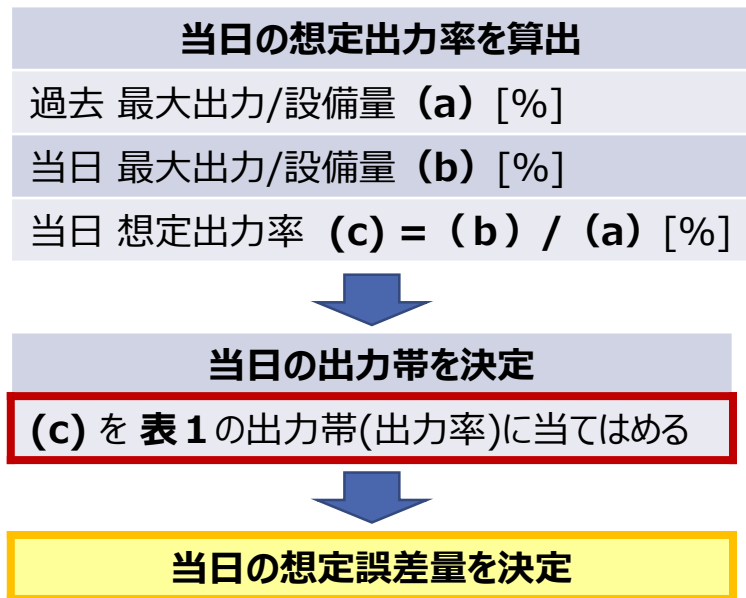 当日の想定出力率を算出
過去 最大出力/設備量（a）[%]
当日 最大出力/設備量（b）[%]
当日 想定出力率 (c) =（ｂ）/（a）[%]
当日の出力帯を決定
(c) を 表１の出力帯(出力率)に当てはめる
当日の想定誤差量を決定